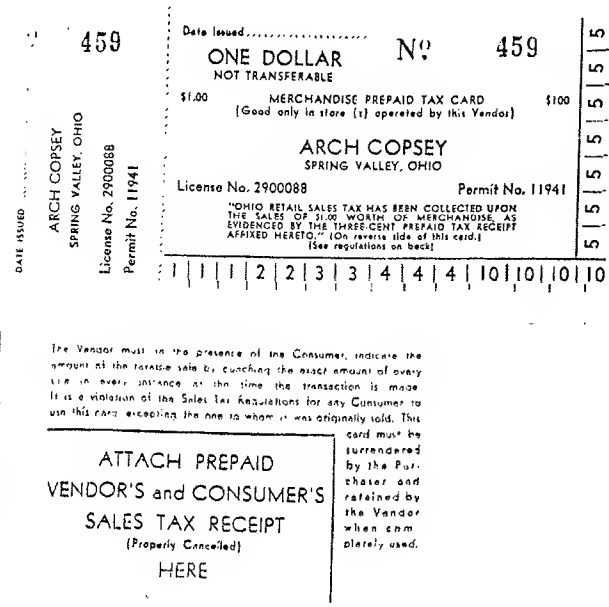 459
DATE ISSUED
ARCH COPSEY
SPRING VALLEY, OHIO
License No. 2900088
Permit No. 11941
Date Issued....................
ONE DOLLAR
NOT TRANSFERABLE
Nº 459
$1.00 MERCHANDISE PREPAID TAX CARD $100
(Good only in store (s) operated by this Vendor)
ARCH COPSEY
SPRING VALLEY, OHIO
License No. 2900088 Permit No. 11941
"OHIO RETAIL SALES TAX HAS BEEN COLLECTED UPON
THE SALES OF $1.00 WORTH OF MERCHANDISE, AS
EVIDENCED BY THE THREE-CENT PREPAID TAX RECEIPT
AFFIXED HERETO." (On reverse side of this card.)
(See regulations on back)
1 | 1 | 1 | 2 | 2 | 3 | 3 | 4 | 4 | 4 | 10 | 10 | 10 | 10
5 | 5 | 5 | 5 | 5 | 5 | 5
The Vendor must in the presence of the Consumer, indicate the
amount of the taxable sale by punching the exact amount of every
sale in every instance at the time the transaction is made
It is a violation of the Sales Tax Regulations for any Consumer to
use this card excepting the one to whom it was originally sold. This
card must be
surrendered
by the Pur-
chaser and
retained by
the Vendor
when com
pletely used.
ATTACH PREPAID
VENDOR'S and CONSUMER'S
SALES TAX RECEIPT
(Properly Cancelled)
HERE